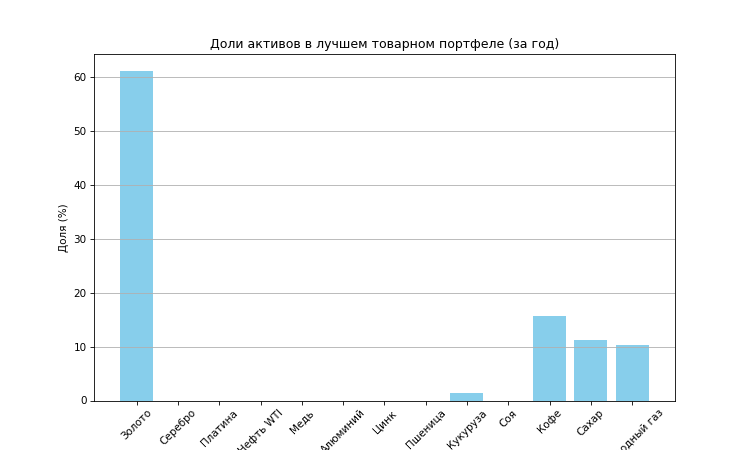 Доли активов в лучшем товарном портфеле (за год)
Доля (%)
60
50
40
30
20
10
0
Золото
Серебро
Платина
Нефть WTI
Медь
Алюминий
Цинк
Пшеница
Кукуруза
Соя
Кофе
Сахар
одный газ